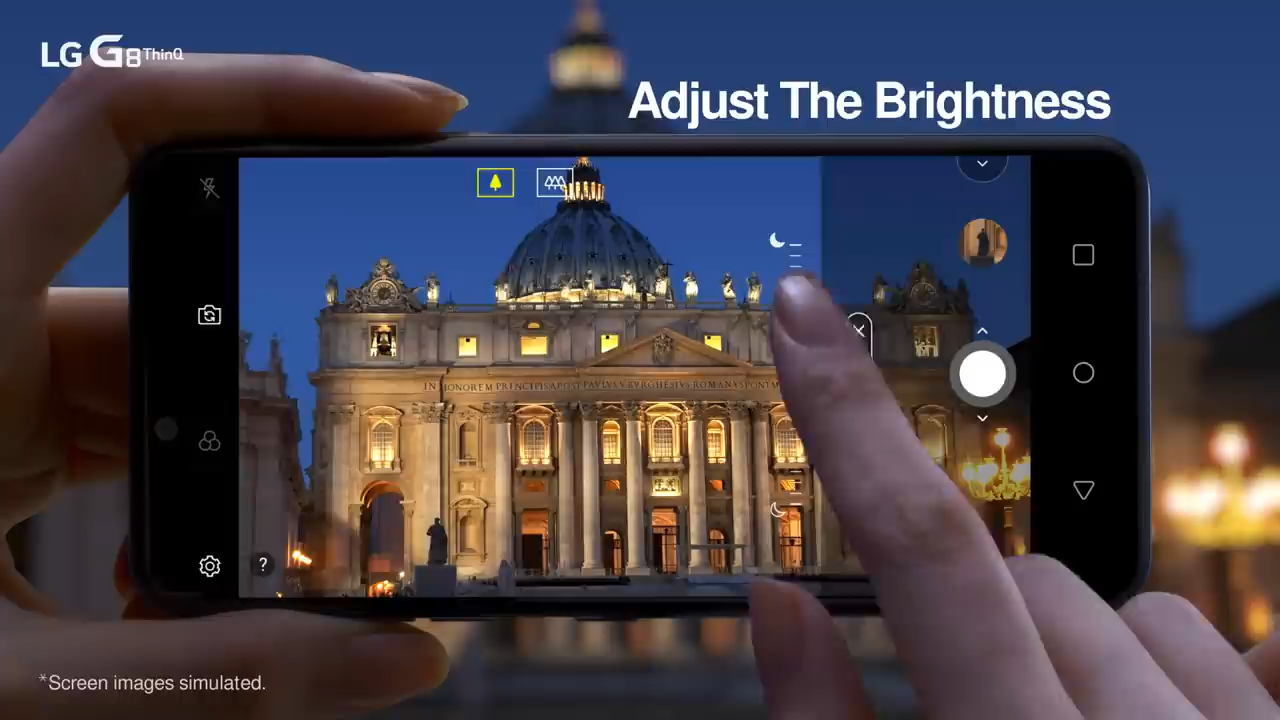 LG G8 ThinQ
Adjust The Brightness
IN HONOREM PRINCIPIS APOST PAVLVS V BVRGHESIVS ROMANVS PONT M
?
*Screen images simulated.